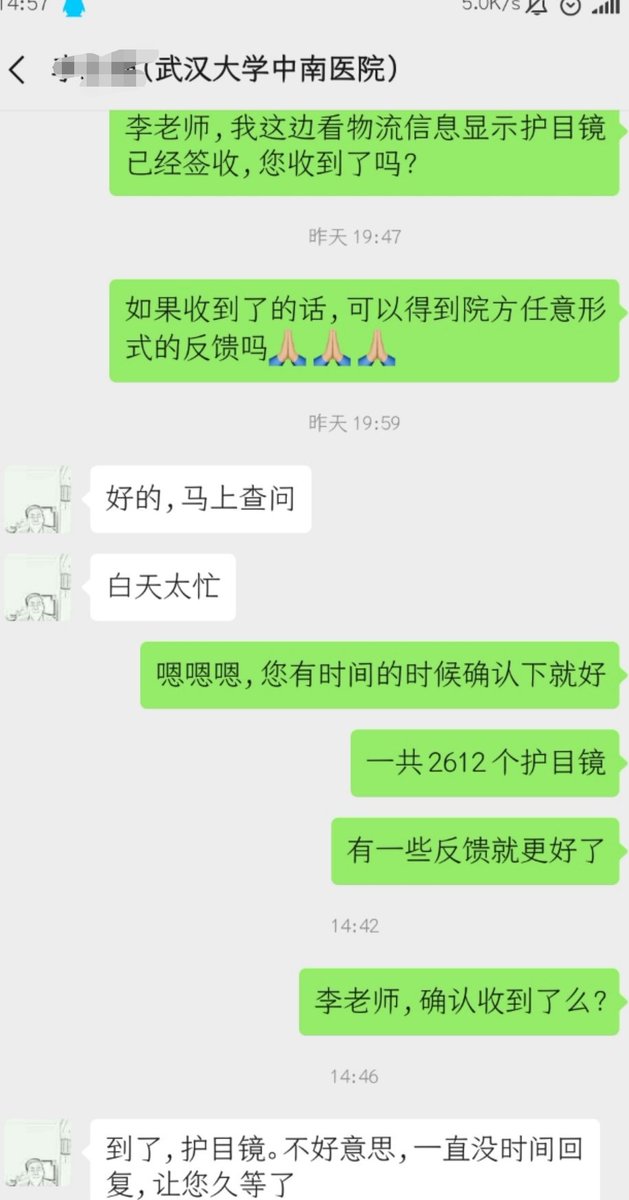 14:57
5.0K/s
(武汉大学中南医院)
李老师,我这边看物流信息显示护目镜
已经签收,您收到了吗?
昨天 19:47
如果收到了的话,可以得到院方任意形
式的反馈吗🙏🙏🙏
昨天 19:59
好的,马上查问
白天太忙
嗯嗯嗯,您有时间的时候确认下就好
一共2612个护目镜
有一些反馈就更好了
14:42
李老师,确认收到了么?
14:46
到了,护目镜。不好意思,一直没时间回
复,让您久等了